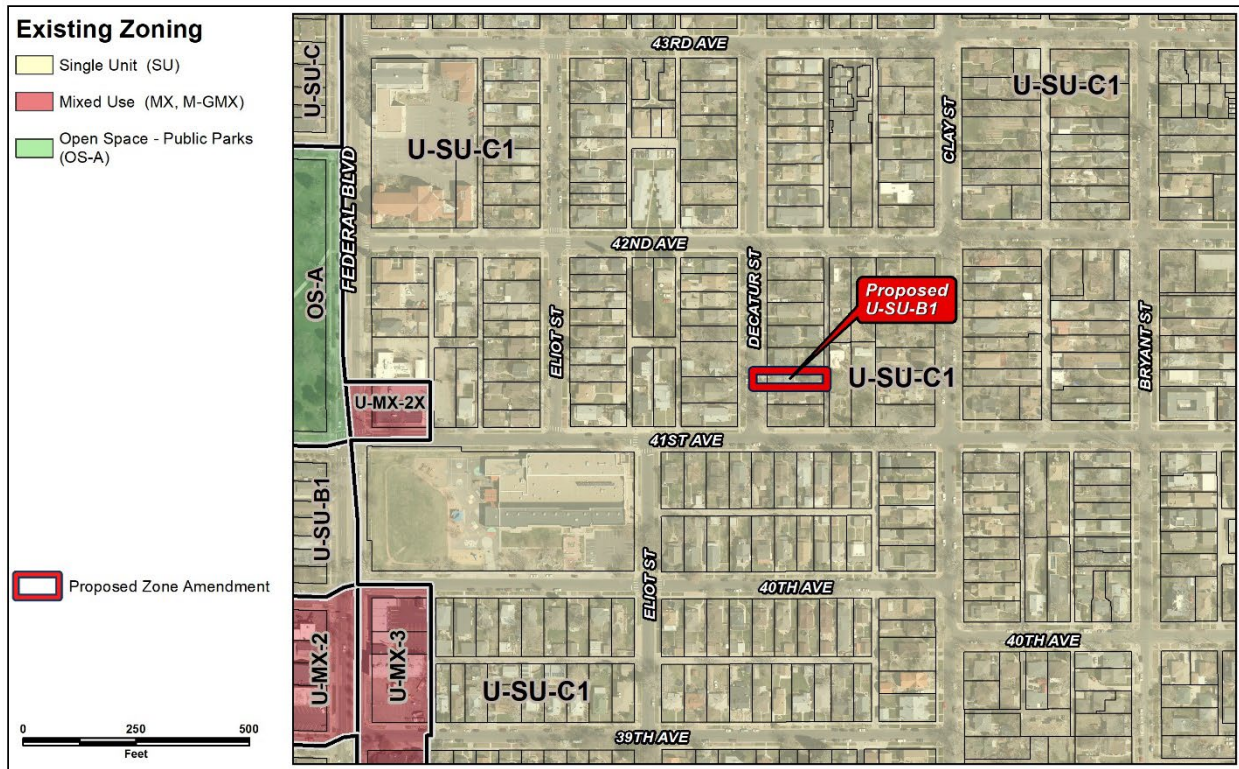 Existing Zoning
Single Unit (SU)
Mixed Use (MX, M-GMX)
Open Space - Public Parks
(OS-A)
Proposed Zone Amendment
0 250 500
Feet
U-SU-C
43RD AVE
U-SU-C1
U-SU-C1
CLAY ST
FEDERAL BLVD
42ND AVE
OS-A
DECATUR ST
Proposed
U-SU-B1
ELIOT ST
BRYANT ST
U-SU-C1
U-MX-2X
41ST AVE
U-SU-B1
ELIOT ST
40TH AVE
40TH AVE
U-MX-2
U-MX-3
U-SU-C1
39TH AVE